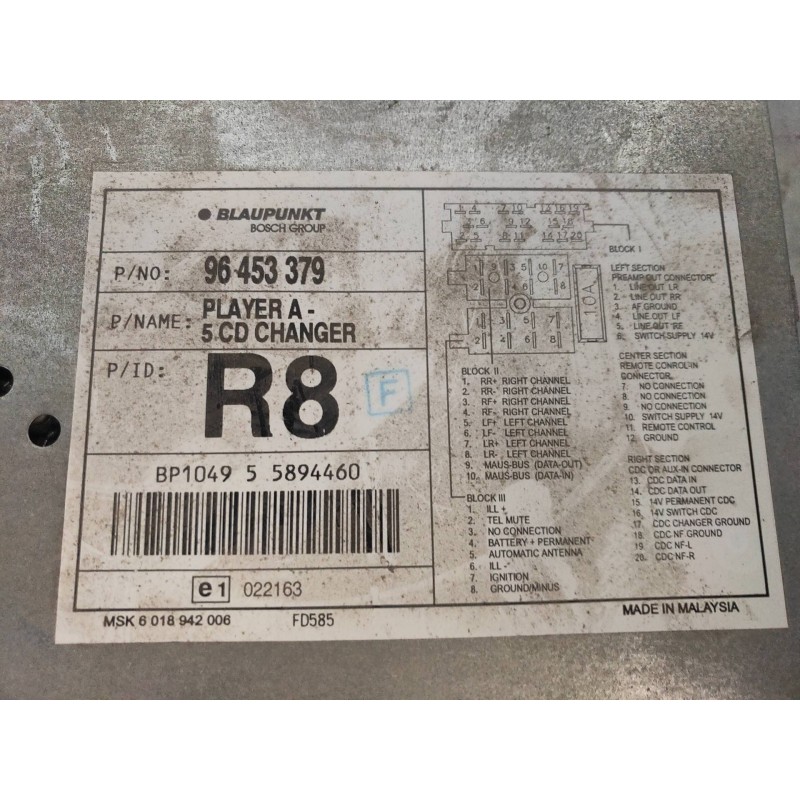 BLAUPUNKT
BOSCH GROUP
P/NO: 96 453 379
P/NAME: PLAYER A -
5 CD CHANGER
P/ID: R8
F
BP1049 5 5894460
e1 022163
MSK 6 018 942 006 FD585
10A
BLOCK I
LEFT SECTION
PREAMP. OUT CONNECTOR
1. LINE OUT LR
2. LINE OUT RR
3. AF GROUND
4. LINE OUT LF
5. LINE OUT RF
6. SWITCH-SUPPLY 14V
CENTER SECTION
REMOTE CONROL-IN
CONNECTOR
7. NO CONNECTION
8. NO CONNECTION
9. NO CONNECTION
10. SWITCH SUPPLY 14V
11. REMOTE CONTROL
12. GROUND
RIGHT SECTION
CDC OR AUX-IN CONNECTOR
13. CDC DATA IN
14. CDC DATA OUT
15. 14V PERMANENT CDC
16. 14V SWITCH CDC
17. CDC CHANGER GROUND
18. CDC NF GROUND
19. CDC NF-L
20. CDC NF-R
BLOCK II
1. RR+ RIGHT CHANNEL
2. RR- RIGHT CHANNEL
3. RF+ RIGHT CHANNEL
4. RF- RIGHT CHANNEL
5. LF+ LEFT CHANNEL
6. LF- LEFT CHANNEL
7. LR+ LEFT CHANNEL
8. LR- LEFT CHANNEL
9. MAUS-BUS (DATA-OUT)
10. MAUS-BUS (DATA-IN)
BLOCK III
1. ILL +
2. TEL MUTE
3. NO CONNECTION
4. BATTERY + PERMANENT
5. AUTOMATIC ANTENNA
6. ILL -
7. IGNITION
8. GROUND/MINUS
MADE IN MALAYSIA